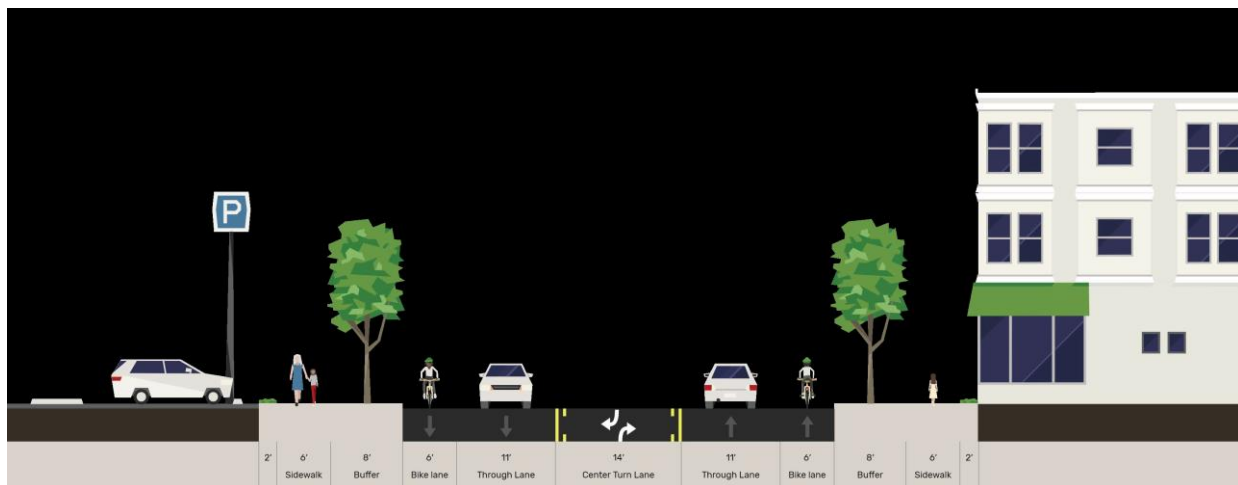 P
2' 6' 8' 6' 11' 14' 11' 6' 8' 6' 2'
Sidewalk Buffer Bike lane Through Lane Center Turn Lane Through Lane Bike lane Buffer Sidewalk